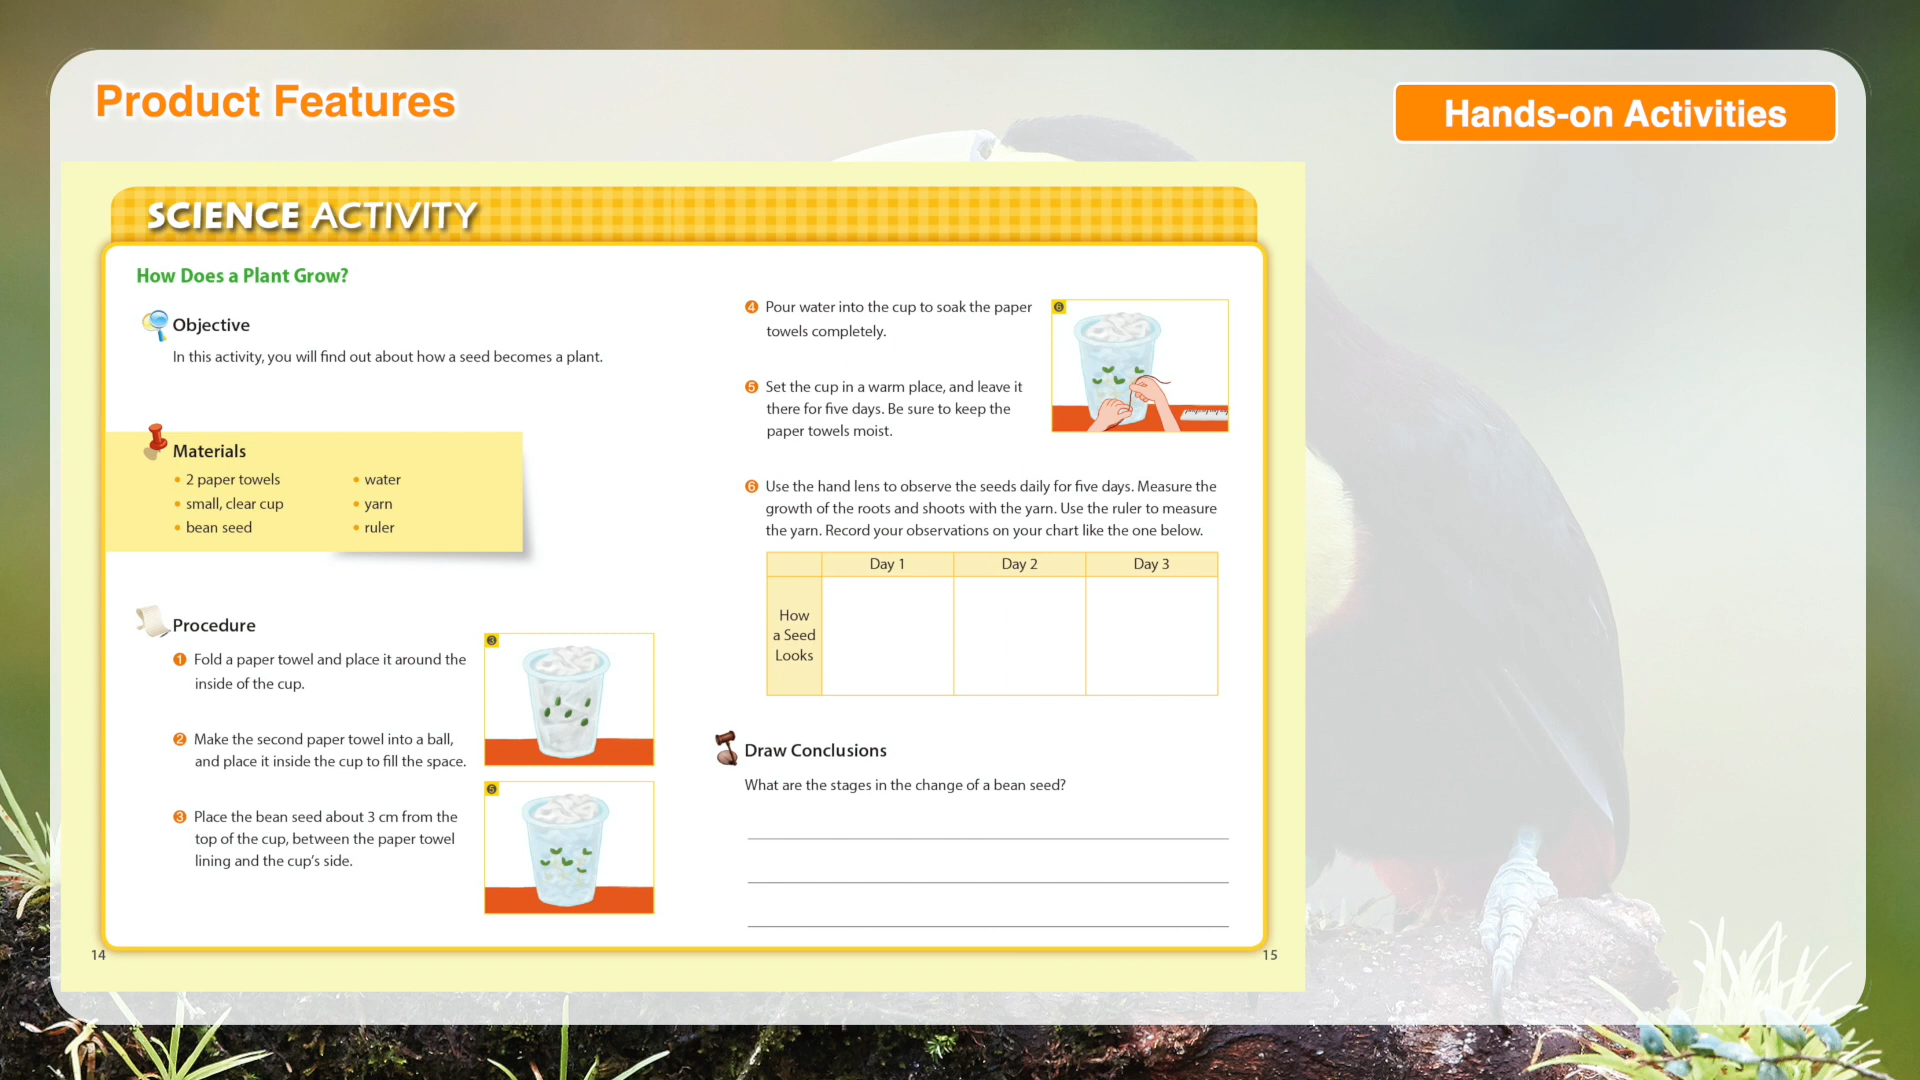 Product Features
Hands-on Activities
SCIENCE ACTIVITY
How Does a Plant Grow?
Objective
In this activity, you will find out about how a seed becomes a plant.
Materials
• 2 paper towels
• small, clear cup
• bean seed
• water
• yarn
• ruler
Procedure
1 Fold a paper towel and place it around the
inside of the cup.
2 Make the second paper towel into a ball,
and place it inside the cup to fill the space.
3 Place the bean seed about 3 cm from the
top of the cup, between the paper towel
lining and the cup's side.
3
5
4 Pour water into the cup to soak the paper
towels completely.
5 Set the cup in a warm place, and leave it
there for five days. Be sure to keep the
paper towels moist.
6
6 Use the hand lens to observe the seeds daily for five days. Measure the
growth of the roots and shoots with the yarn. Use the ruler to measure
the yarn. Record your observations on your chart like the one below.
Day 1 Day 2 Day 3
How
a Seed
Looks
Draw Conclusions
What are the stages in the change of a bean seed?
14
15